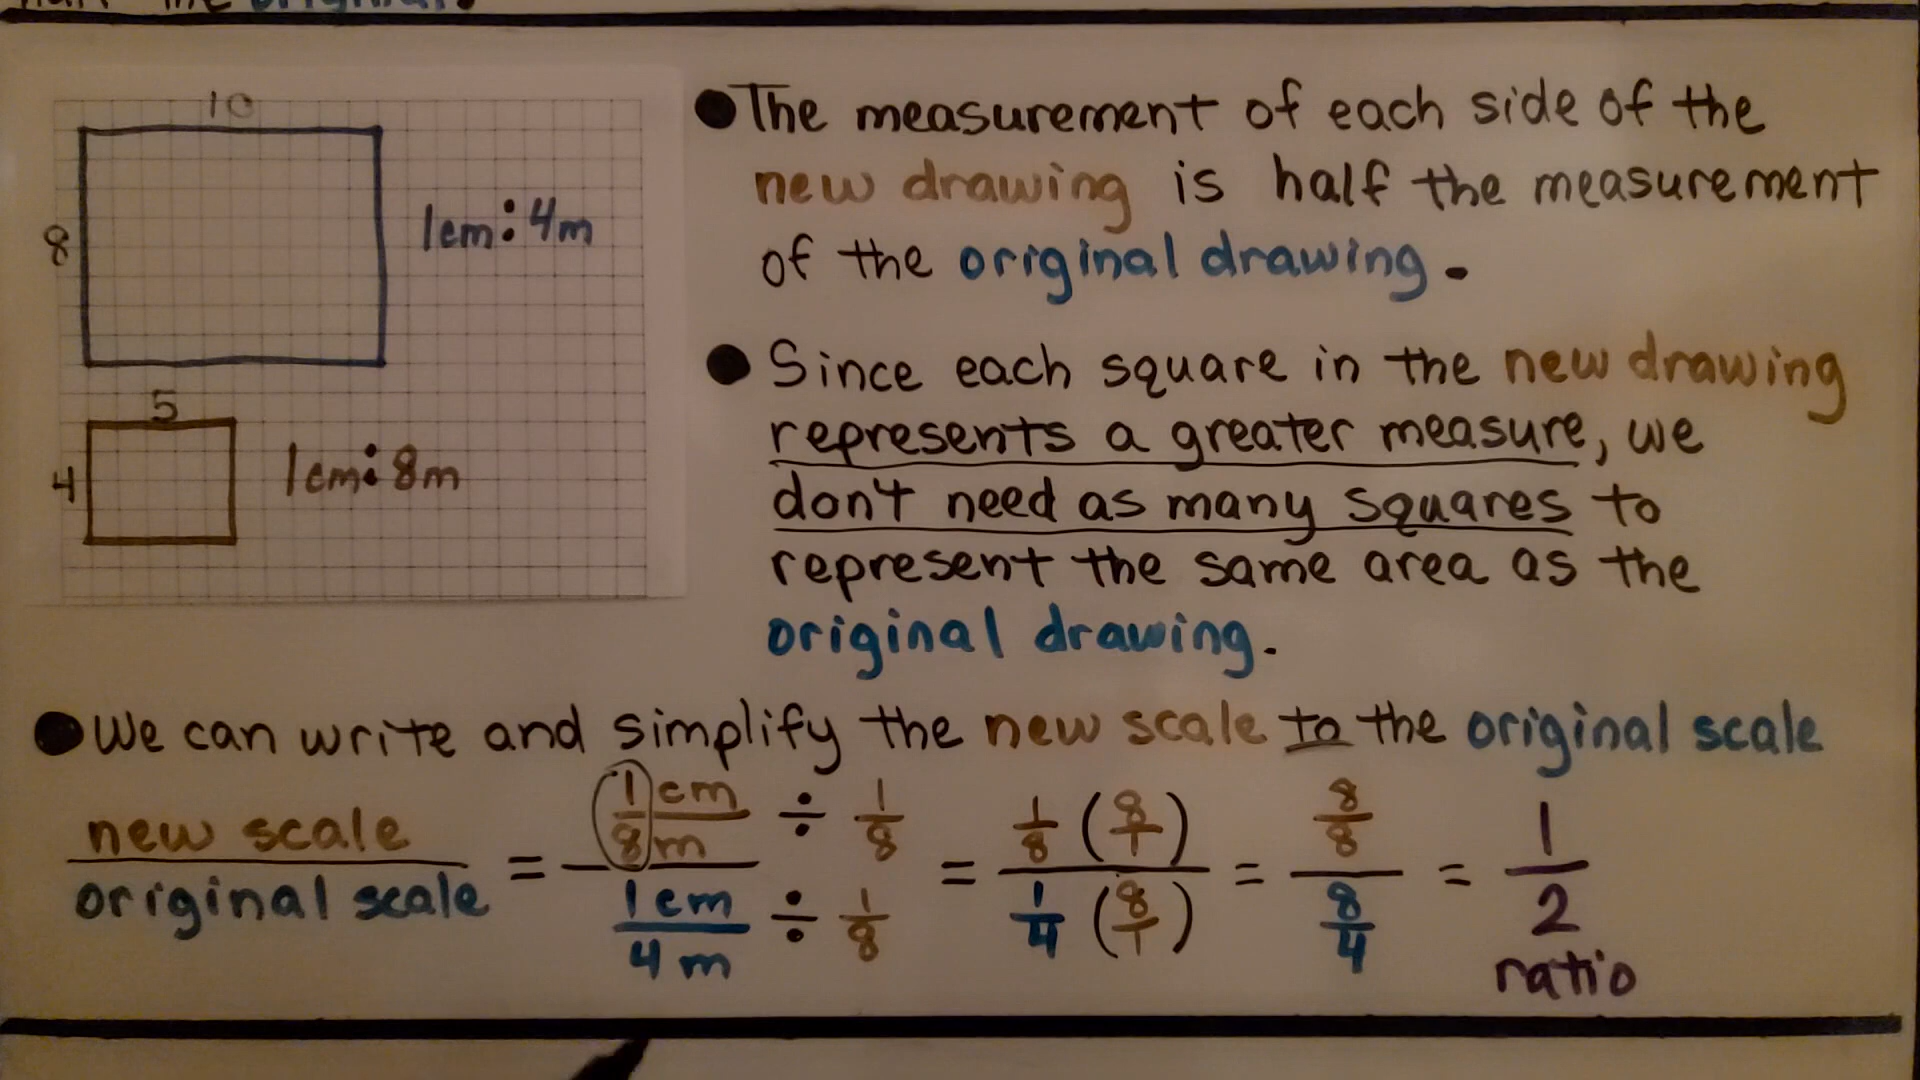 half the original.
10
8
1cm:4m
5
4
1cm:8m
● The measurement of each side of the
new drawing is half the measurement
of the original drawing.
● Since each square in the new drawing
represents a greater measure, we
don't need as many squares to
represent the same area as the
original drawing.
● We can write and simplify the new scale to the original scale
new scale / original scale = (1cm/8m ÷ 1/8) / (1cm/4m ÷ 1/8) = (1/8 (8/1)) / (1/4 (8/1)) = (8/8) / (8/4) = 1/2
ratio